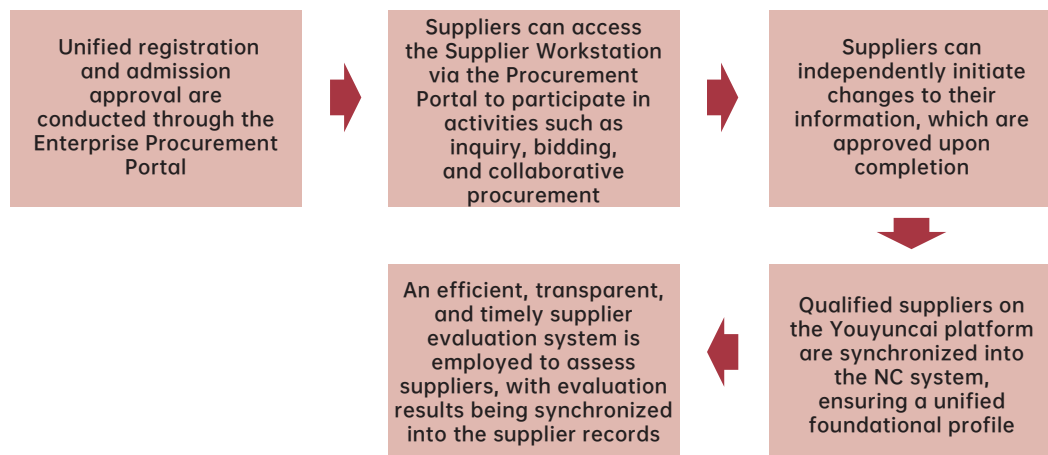 Unified registration
and admission
approval are
conducted through the
Enterprise Procurement
Portal
Suppliers can access
the Supplier Workstation
via the Procurement
Portal to participate in
activities such as
inquiry, bidding,
and collaborative
procurement
Suppliers can
independently initiate
changes to their
information, which are
approved upon
completion
Qualified suppliers on
the Youyuncai platform
are synchronized into
the NC system,
ensuring a unified
foundational profile
An efficient, transparent,
and timely supplier
evaluation system is
employed to assess
suppliers, with evaluation
results being synchronized
into the supplier records